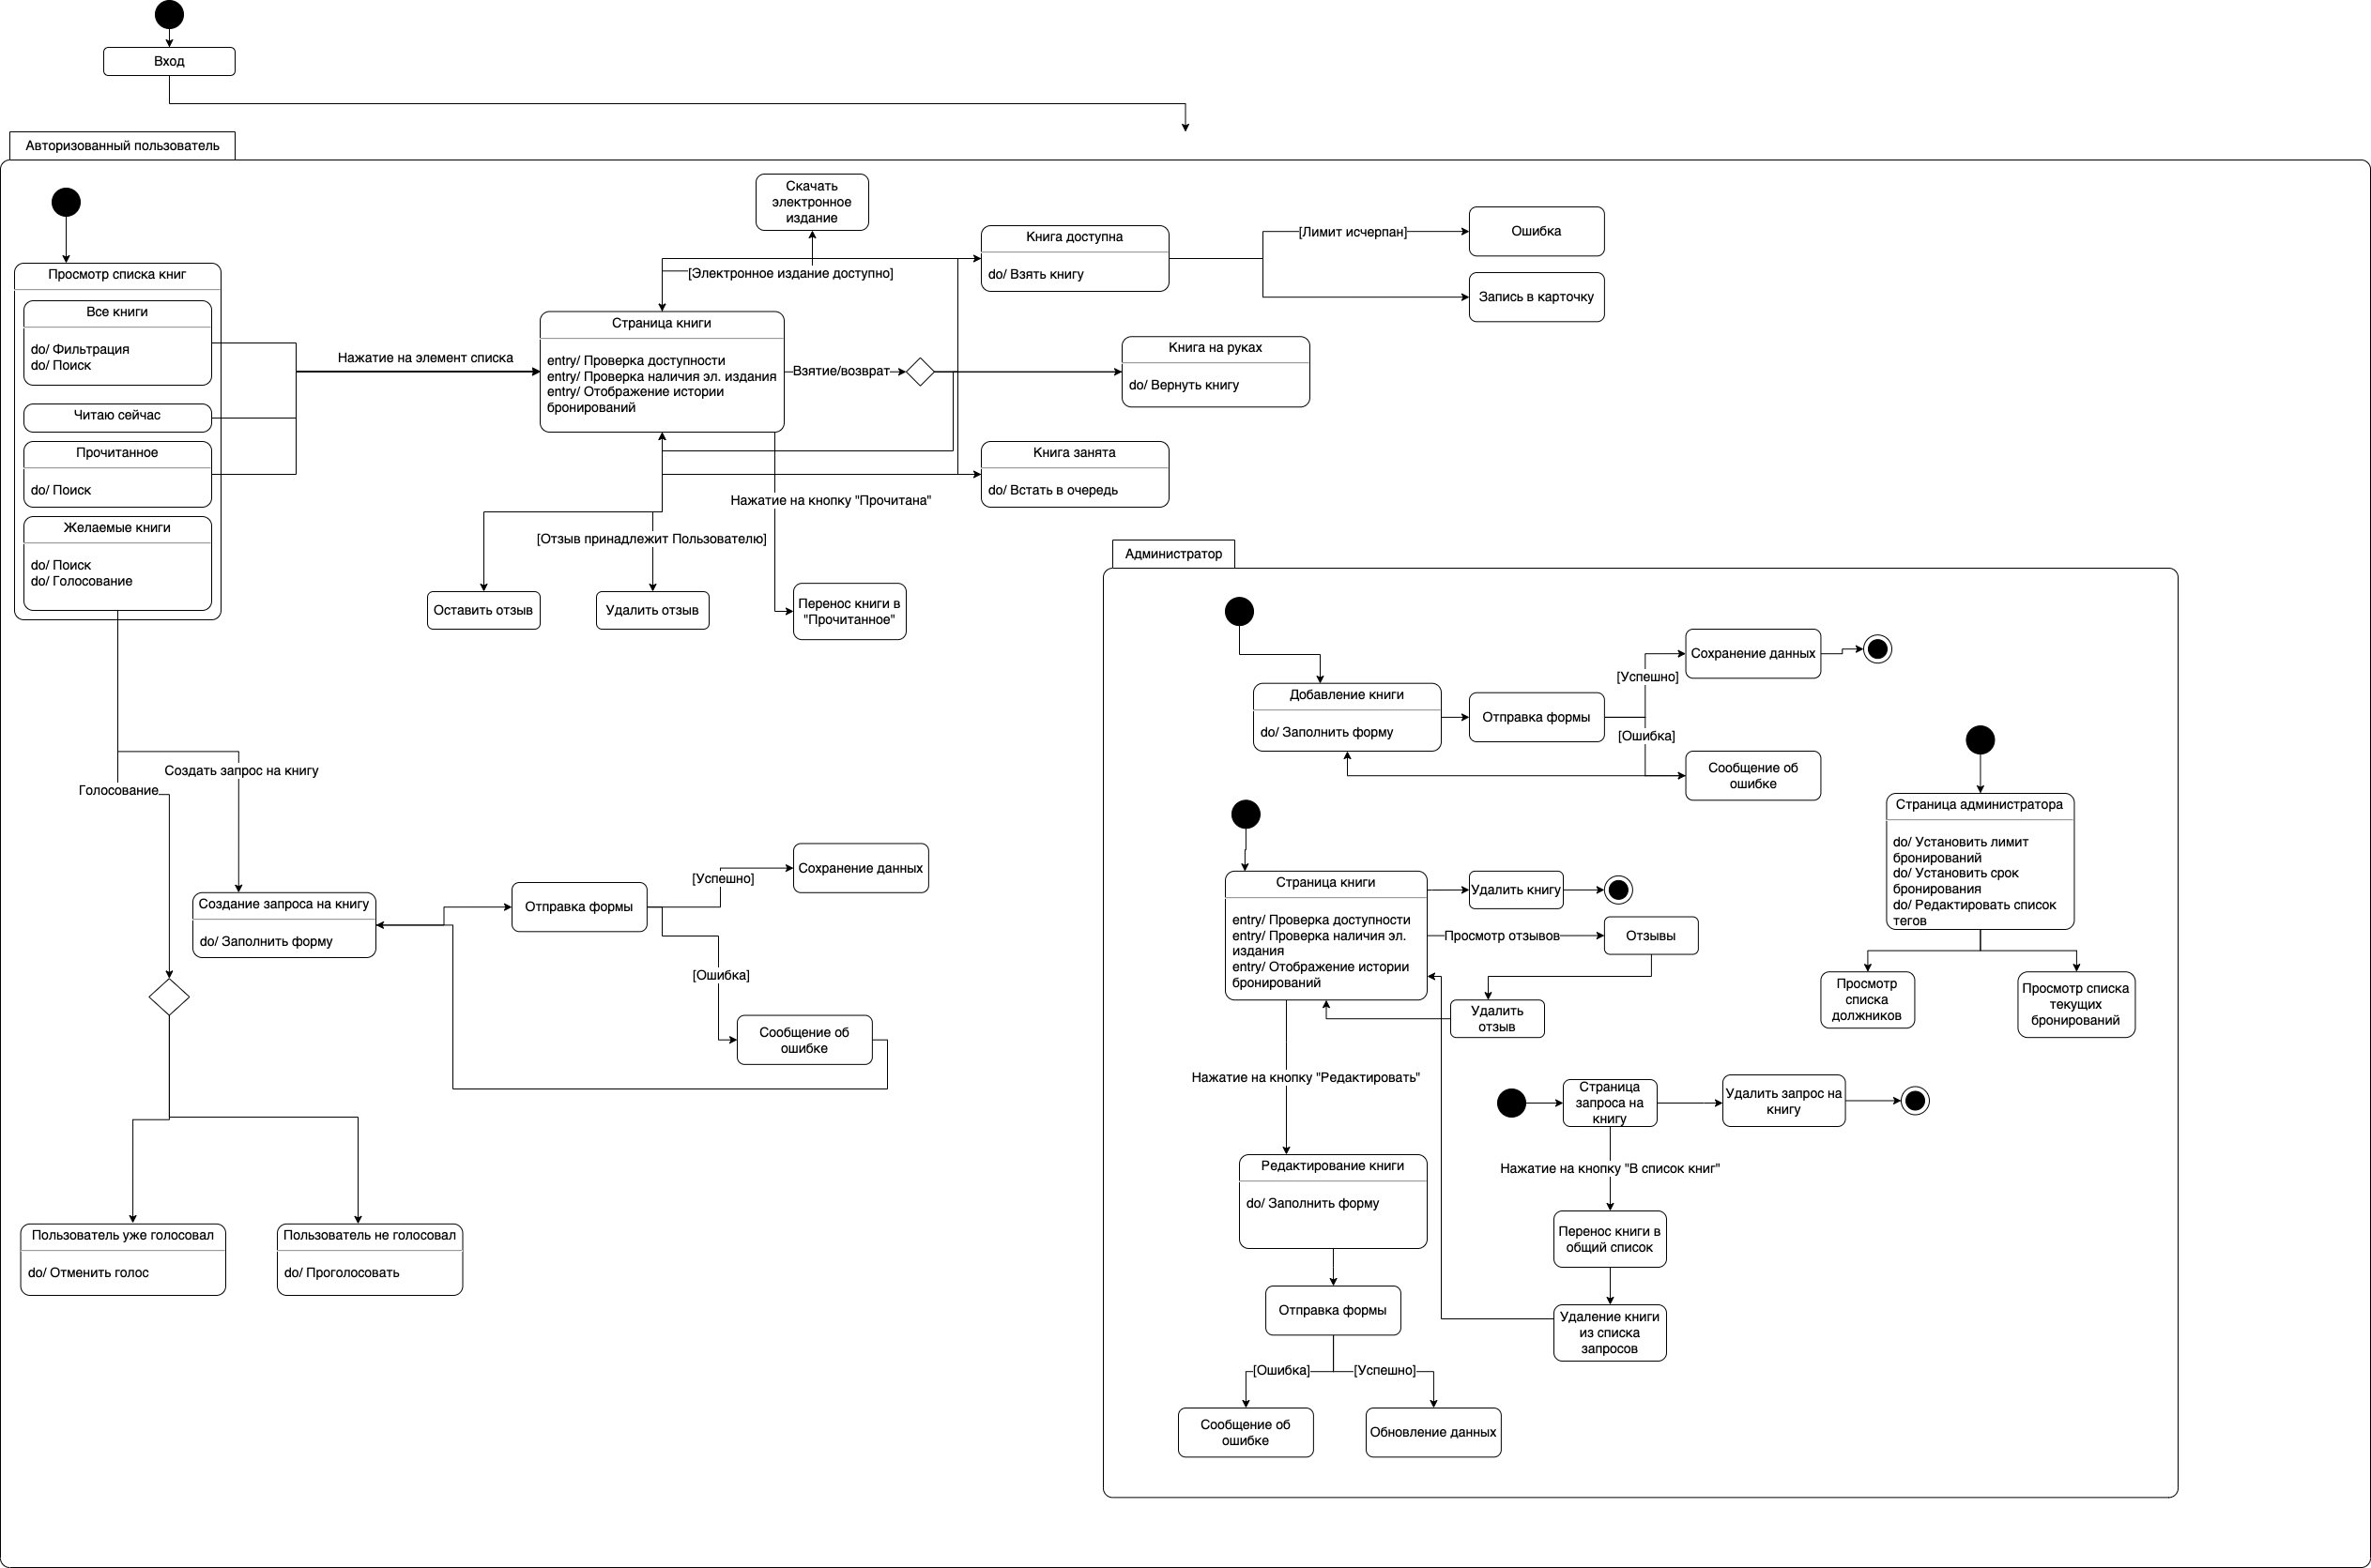 Вход
Авторизованный пользователь
Просмотр списка книг
Все книги
do/ Фильтрация
do/ Поиск
Читаю сейчас
Прочитанное
do/ Поиск
Желаемые книги
do/ Поиск
do/ Голосование
Нажатие на элемент списка
Скачать
электронное
издание
[Электронное издание доступно]
Страница книги
entry/ Проверка доступности
entry/ Проверка наличия эл. издания
entry/ Отображение истории
бронирований
Взятие/возврат
Книга доступна
do/ Взять книгу
[Лимит исчерпан]
Ошибка
Запись в карточку
Книга на руках
do/ Вернуть книгу
Книга занята
do/ Встать в очередь
Нажатие на кнопку "Прочитана"
[Отзыв принадлежит Пользователю]
Оставить отзыв
Удалить отзыв
Перенос книги в
"Прочитанное"
Создать запрос на книгу
Голосование
Создание запроса на книгу
do/ Заполнить форму
Отправка формы
[Успешно]
Сохранение данных
[Ошибка]
Сообщение об
ошибке
Пользователь уже голосовал
do/ Отменить голос
Пользователь не голосовал
do/ Проголосовать
Администратор
Добавление книги
do/ Заполнить форму
Отправка формы
[Успешно]
Сохранение данных
[Ошибка]
Сообщение об
ошибке
Страница администратора
do/ Установить лимит
бронирований
do/ Установить срок
бронирования
do/ Редактировать список
тегов
Просмотр
списка
должников
Просмотр списка
текущих
бронирований
Страница книги
entry/ Проверка доступности
entry/ Проверка наличия эл.
издания
entry/ Отображение истории
бронирований
Удалить книгу
Просмотр отзывов
Отзывы
Удалить
отзыв
Нажатие на кнопку "Редактировать"
Страница
запроса на
книгу
Удалить запрос на
книгу
Нажатие на кнопку "В список книг"
Перенос книги в
общий список
Удаление книги
из списка
запросов
Редактирование книги
do/ Заполнить форму
Отправка формы
[Ошибка]
[Успешно]
Сообщение об
ошибке
Обновление данных